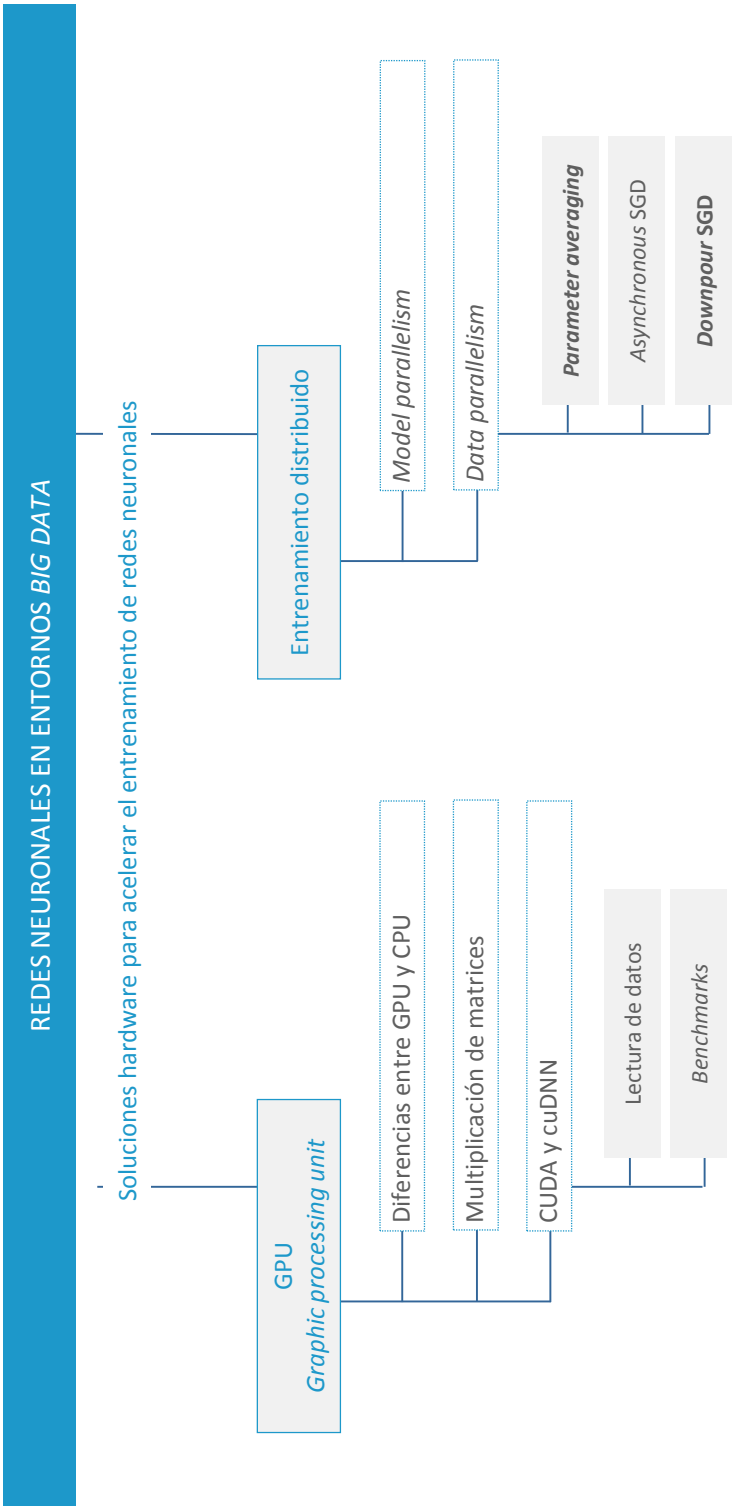 REDES NEURONALES EN ENTORNOS BIG DATA
Soluciones hardware para acelerar el entrenamiento de redes neuronales
GPU
Graphic processing unit
Diferencias entre GPU y CPU
Multiplicación de matrices
CUDA y cuDNN
Lectura de datos
Benchmarks
Entrenamiento distribuido
Model parallelism
Data parallelism
Parameter averaging
Asynchronous SGD
Downpour SGD